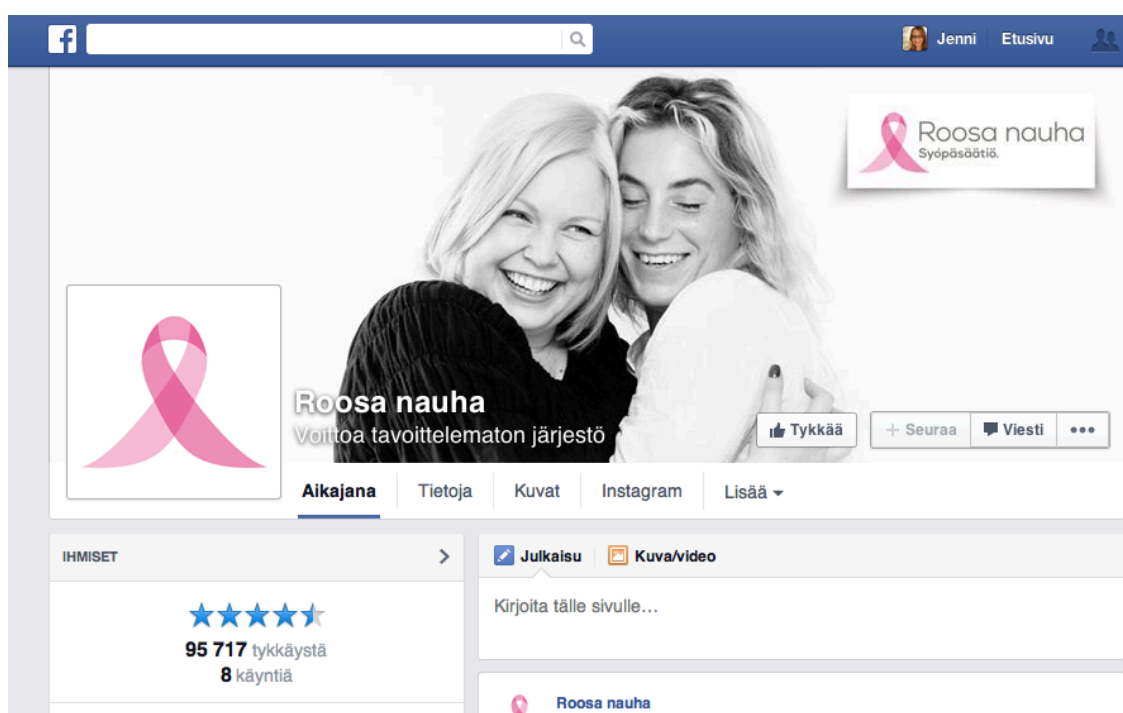 f
Jenni Etusivu
Roosa nauha
Syöpäsäätiö.
Roosa nauha
Voittoa tavoittelematon järjestö
Tykkää
+ Seuraa
Viesti
•••
Aikajana Tietoja Kuvat Instagram Lisää
IHMISET
95 717 tykkäystä
8 käyntiä
Julkaisu Kuva/video
Kirjoita tälle sivulle…
Roosa nauha